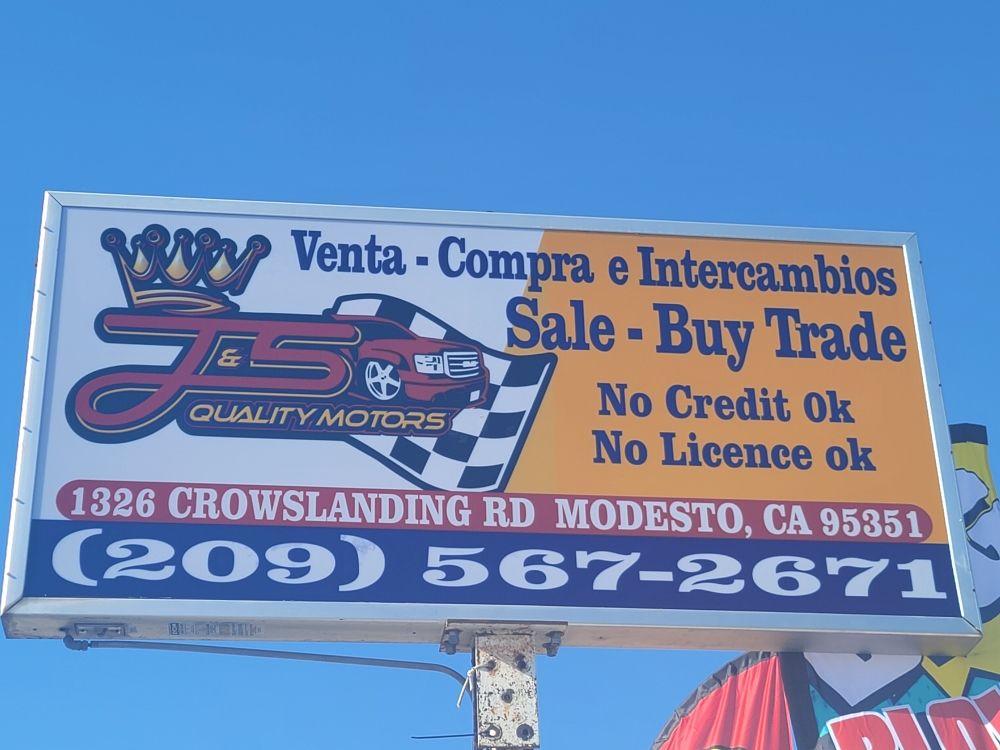 Venta - Compra e Intercambios
Sale - Buy Trade
J & S
QUALITY MOTORS
No Credit Ok
No Licence ok
1326 CROWSLANDING RD MODESTO, CA 95351
(209) 567-2671